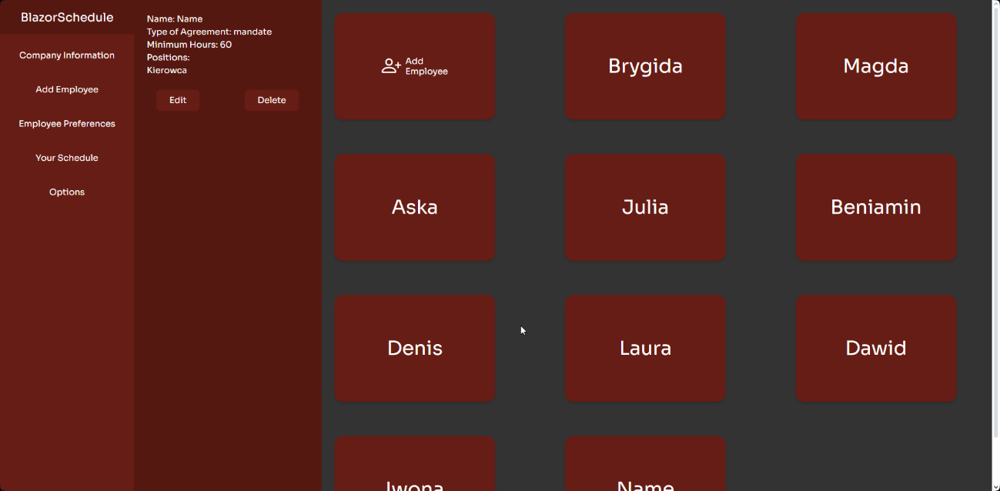 BlazorSchedule
Company Information
Add Employee
Employee Preferences
Your Schedule
Options
Name: Name
Type of Agreement: mandate
Minimum Hours: 60
Positions:
Kierowca
Edit
Delete
Add
Employee
Brygida
Magda
Aska
Julia
Beniamin
Denis
Laura
Dawid
Iwona
Name